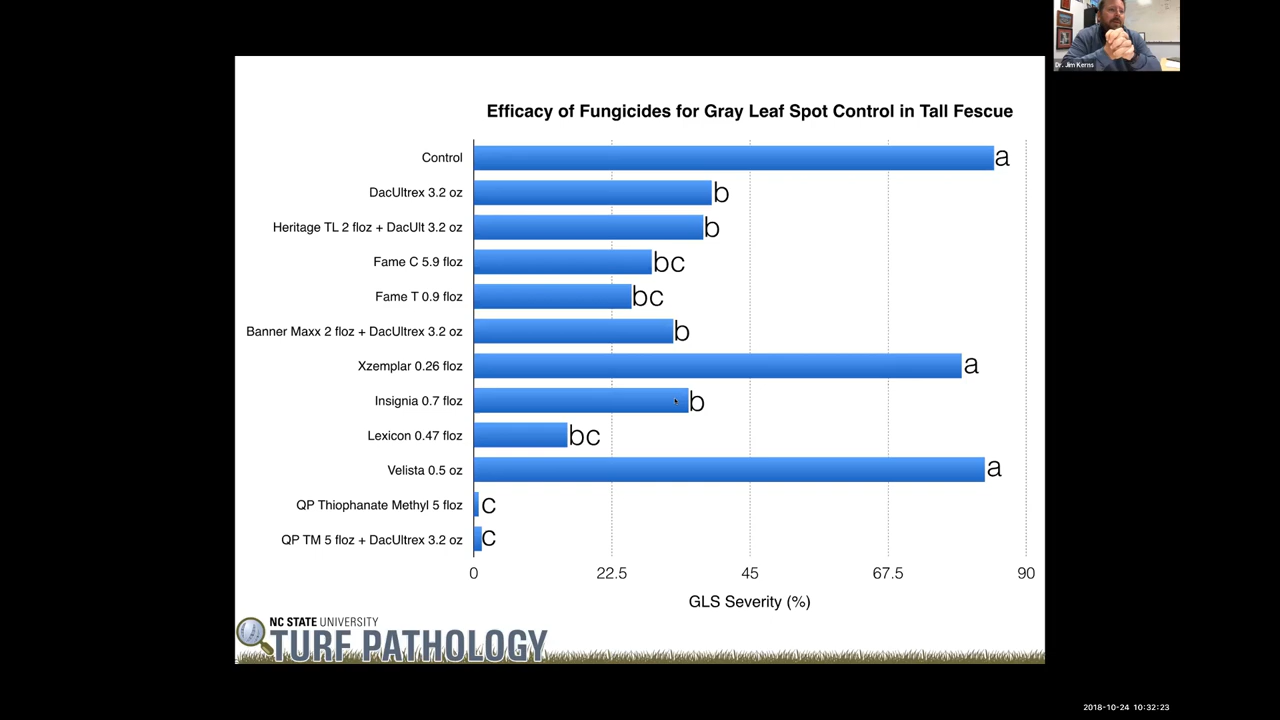 Dr. Jim Kerns
Efficacy of Fungicides for Gray Leaf Spot Control in Tall Fescue
Control a
DacUltrex 3.2 oz b
Heritage TL 2 floz + DacUlt 3.2 oz b
Fame C 5.9 floz bc
Fame T 0.9 floz bc
Banner Maxx 2 floz + DacUltrex 3.2 oz b
Xzemplar 0.26 floz a
Insignia 0.7 floz b
Lexicon 0.47 floz bc
Velista 0.5 oz a
QP Thiophanate Methyl 5 floz c
QP TM 5 floz + DacUltrex 3.2 oz c
0 22.5 45 67.5 90
GLS Severity (%)
NC STATE UNIVERSITY
TURF PATHOLOGY
2018-10-24 10:32:23